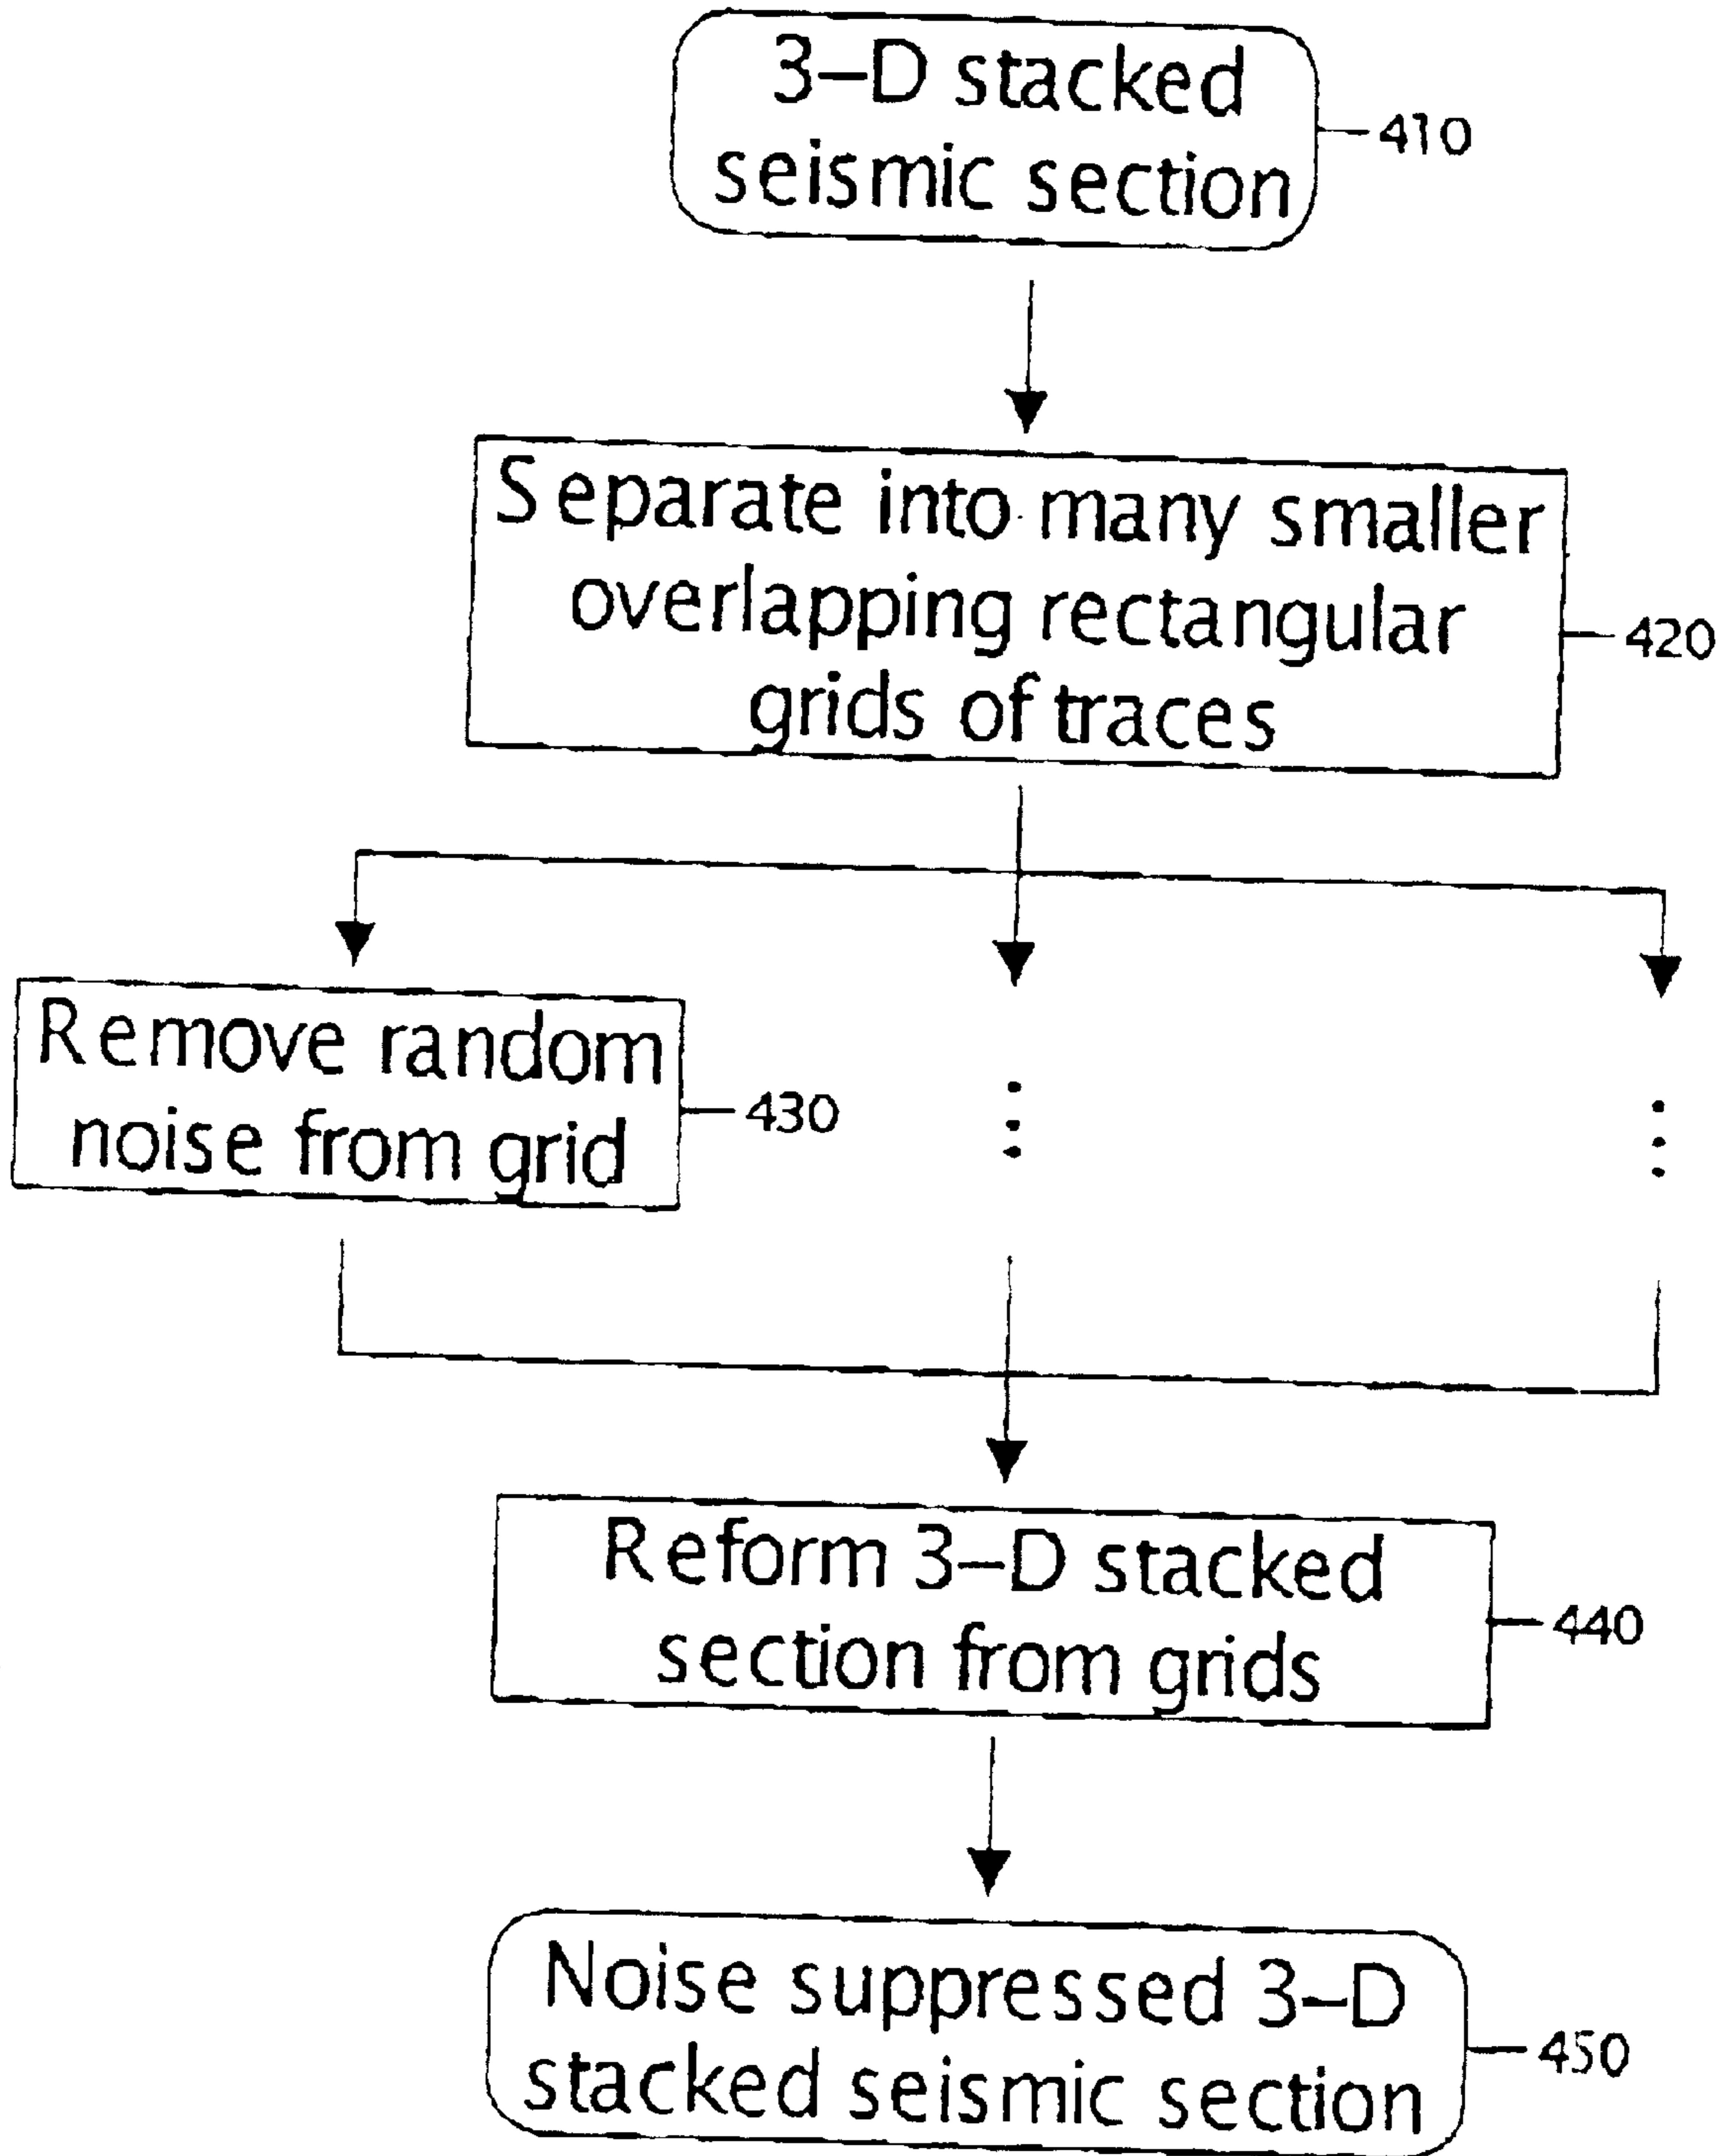 3–D stacked
seismic section
410
Separate into many smaller
overlapping rectangular
grids of traces
420
Remove random
noise from grid
430
Reform 3–D stacked
section from grids
440
Noise suppressed 3–D
stacked seismic section
450